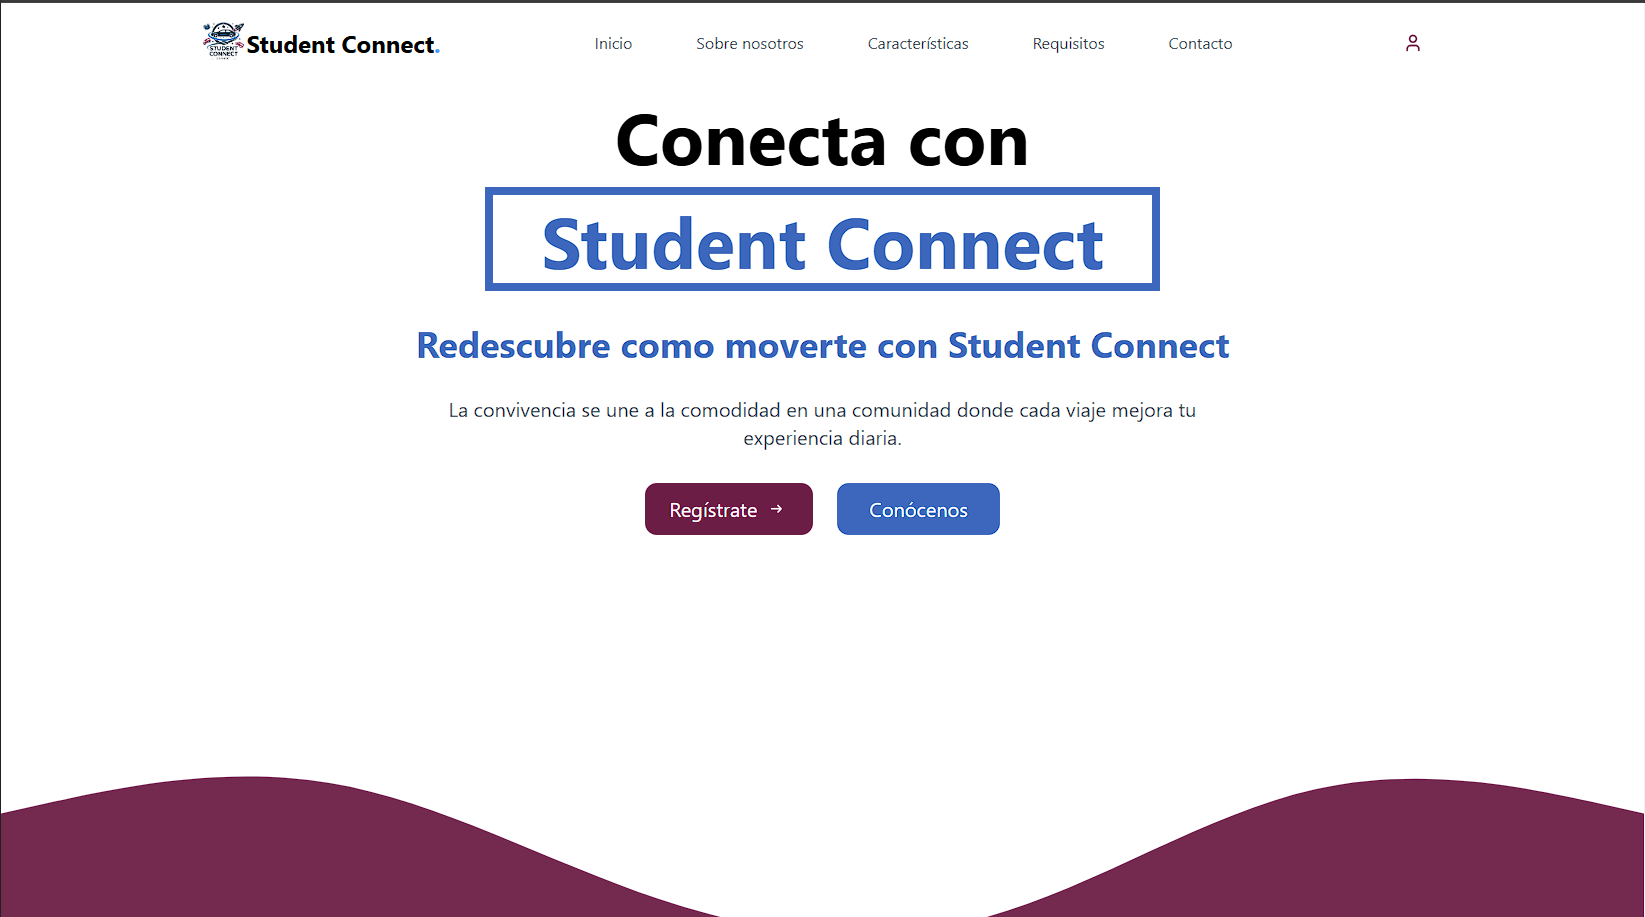 STUDENT
CONNECT
Student Connect.
Inicio
Sobre nosotros
Características
Requisitos
Contacto
Conecta con
Student Connect
Redescubre como moverte con Student Connect
La convivencia se une a la comodidad en una comunidad donde cada viaje mejora tu
experiencia diaria.
Regístrate →
Conócenos